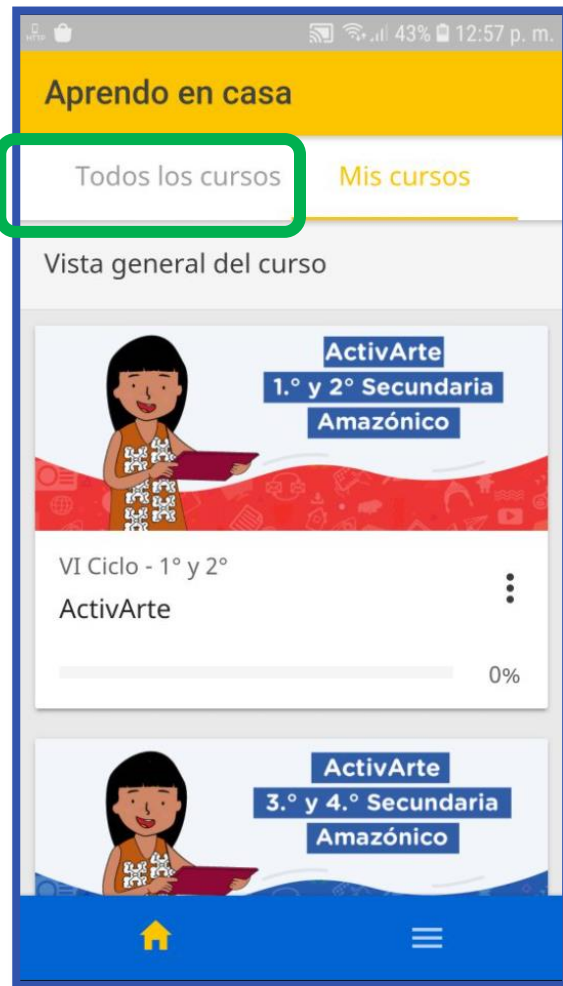 43% 12:57 p. m.
Aprendo en casa
Todos los cursos Mis cursos
Vista general del curso
ActivArte
1.° y 2° Secundaria
Amazónico
VI Ciclo - 1° y 2°
ActivArte
0%
ActivArte
3.° y 4.° Secundaria
Amazónico